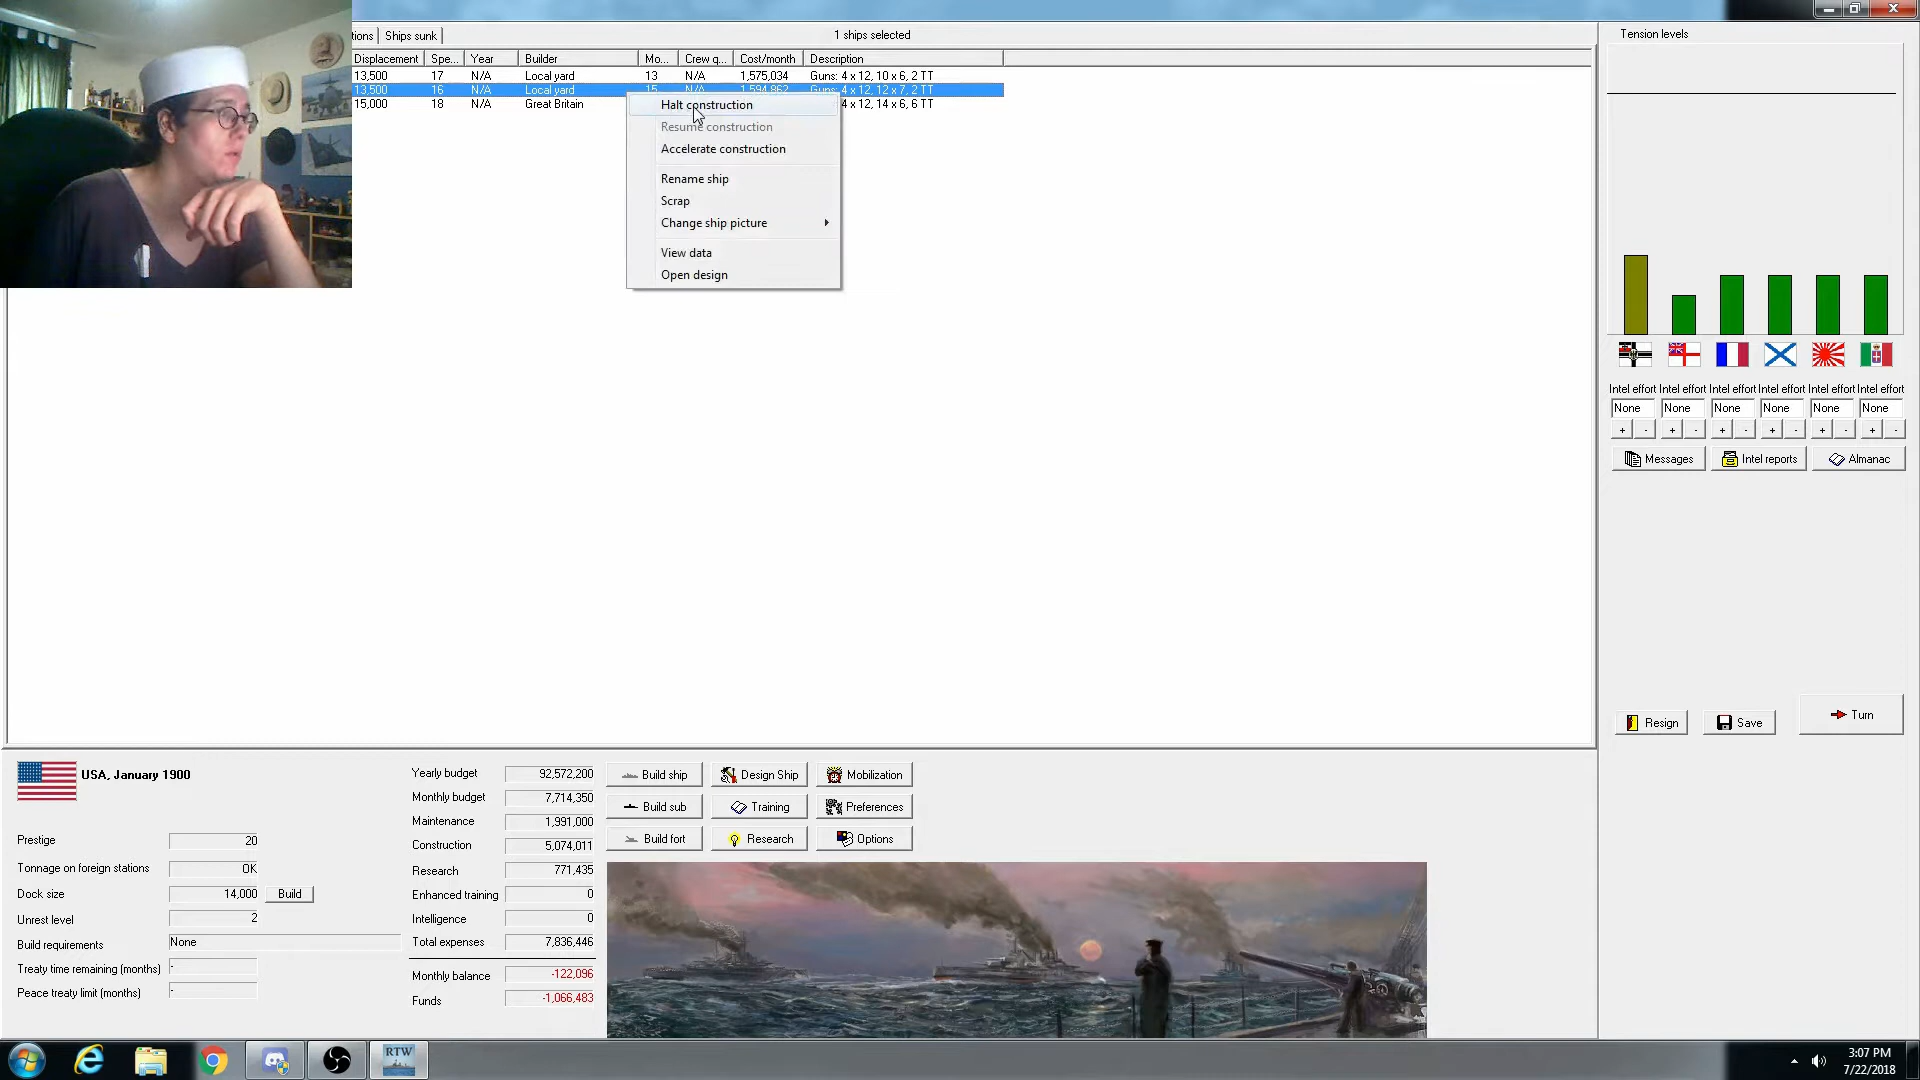 tions Ships sunk 1 ships selected
Displacement Spe... Year Builder Mo... Crew q... Cost/month Description
13,500 17 N/A Local yard 13 N/A 1,575,034 Guns: 4 x 12, 10 x 6, 2 TT
13,500 16 N/A Local yard 15 N/A 1,594,862 Guns: 4 x 12, 12 x 7, 2 TT
15,000 18 N/A Great Britain 4 x 12, 14 x 6, 6 TT
Halt construction
Resume construction
Accelerate construction
Rename ship
Scrap
Change ship picture
View data
Open design
Tension levels
Intel effort Intel effort Intel effort Intel effort Intel effort Intel effort
None None None None None None
+ - + - + - + - + - + -
Messages Intel reports Almanac
Resign Save Turn
USA, January 1900
Prestige 20
Tonnage on foreign stations OK
Dock size 14,000 Build
Unrest level 2
Build requirements None
Treaty time remaining (months) -
Peace treaty limit (months) -
Yearly budget 92,572,200
Monthly budget 7,714,350
Maintenance 1,991,000
Construction 5,074,011
Research 771,435
Enhanced training 0
Intelligence 0
Total expenses 7,836,446
Monthly balance -122,096
Funds -1,066,483
Build ship Design Ship Mobilization
Build sub Training Preferences
Build fort Research Options
RTW
3:07 PM
7/22/2018